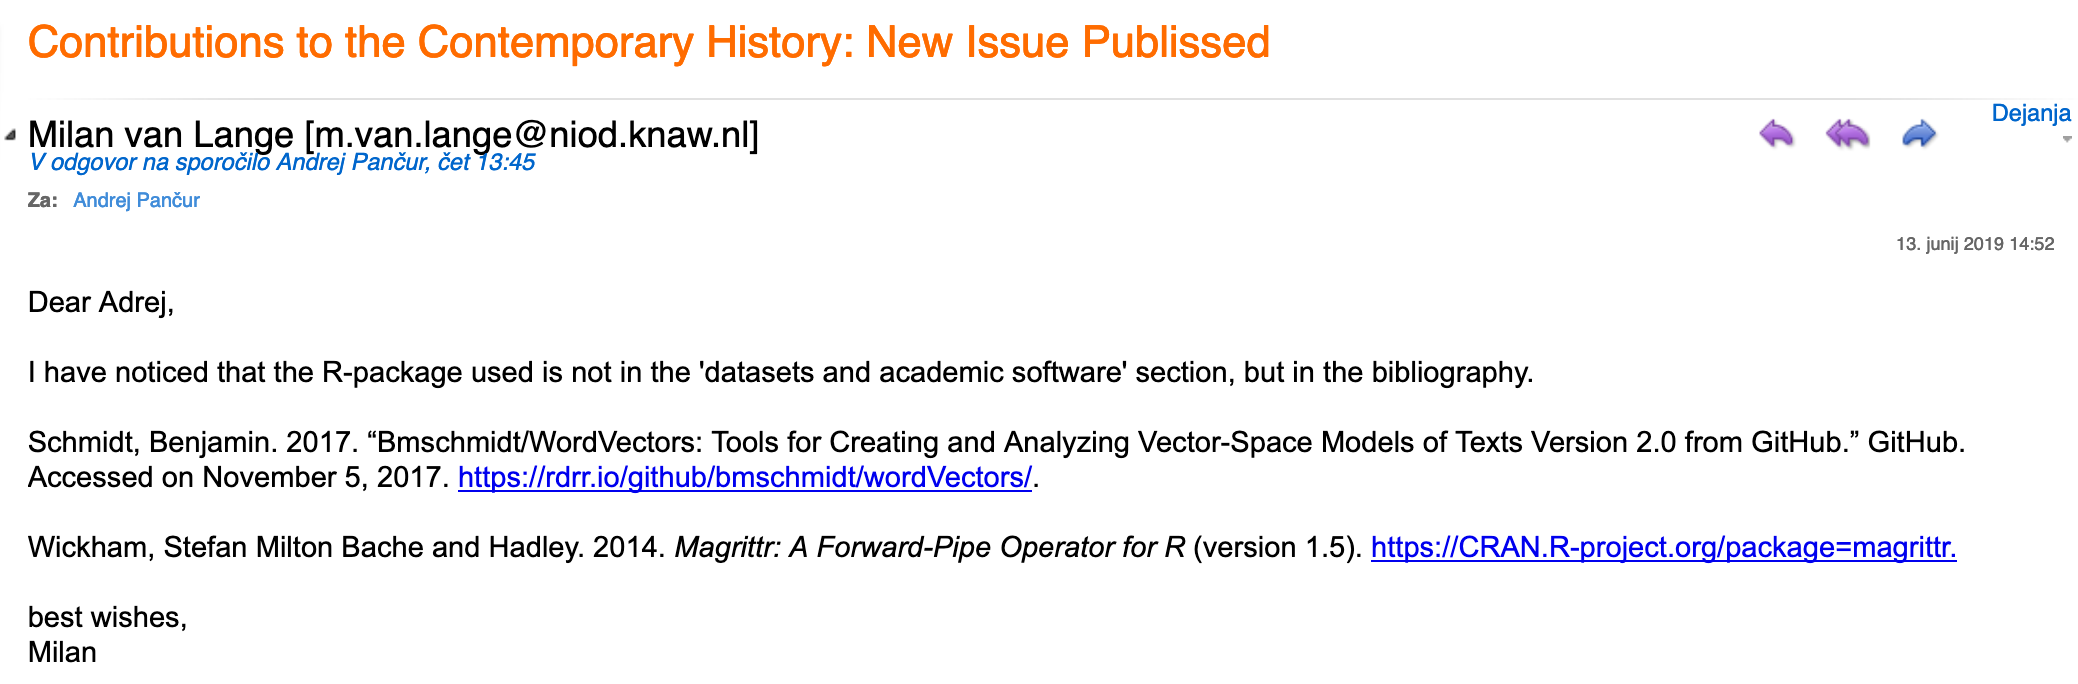 Contributions to the Contemporary History: New Issue Publissed
Milan van Lange [m.van.lange@niod.knaw.nl]
Dejanja
V odgovor na sporočilo Andrej Pančur, čet 13:45
Za: Andrej Pančur
13. junij 2019 14:52
Dear Adrej,
I have noticed that the R-package used is not in the 'datasets and academic software' section, but in the bibliography.
Schmidt, Benjamin. 2017. “Bmschmidt/WordVectors: Tools for Creating and Analyzing Vector-Space Models of Texts Version 2.0 from GitHub.” GitHub.
Accessed on November 5, 2017. https://rdrr.io/github/bmschmidt/wordVectors/.
Wickham, Stefan Milton Bache and Hadley. 2014. Magrittr: A Forward-Pipe Operator for R (version 1.5). https://CRAN.R-project.org/package=magrittr.
best wishes,
Milan